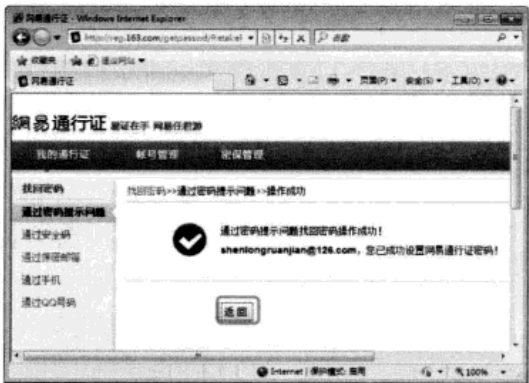 网易通行证 - Windows Internet Explorer
163.com/getpasswd/
收藏夹
网易通行证
页面(P) 安全(S) 工具(O)
網易通行证
我的通行证 帐号管理 密保管理
找回密码
找回密码>>通过密码提示问题>>操作成功
通过密码提示问题
通过安全码
通过保密邮箱
通过手机
通过QQ号码
通过密码提示问题找回密码操作成功！
shenlongruanjian@126.com，您已成功设置网易通行证密码！
返回
Internet | 保护模式: 启用
100%